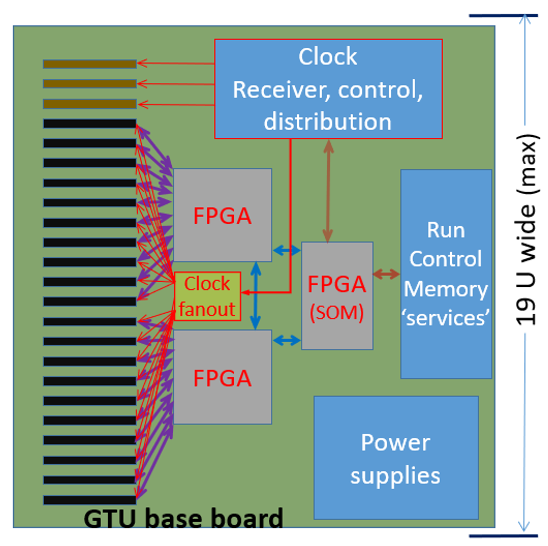 Clock
Receiver, control,
distribution
FPGA
Clock
fanout
FPGA
(SOM)
FPGA
Run
Control
Memory
‘services’
Power
supplies
GTU base board
19 U wide (max)